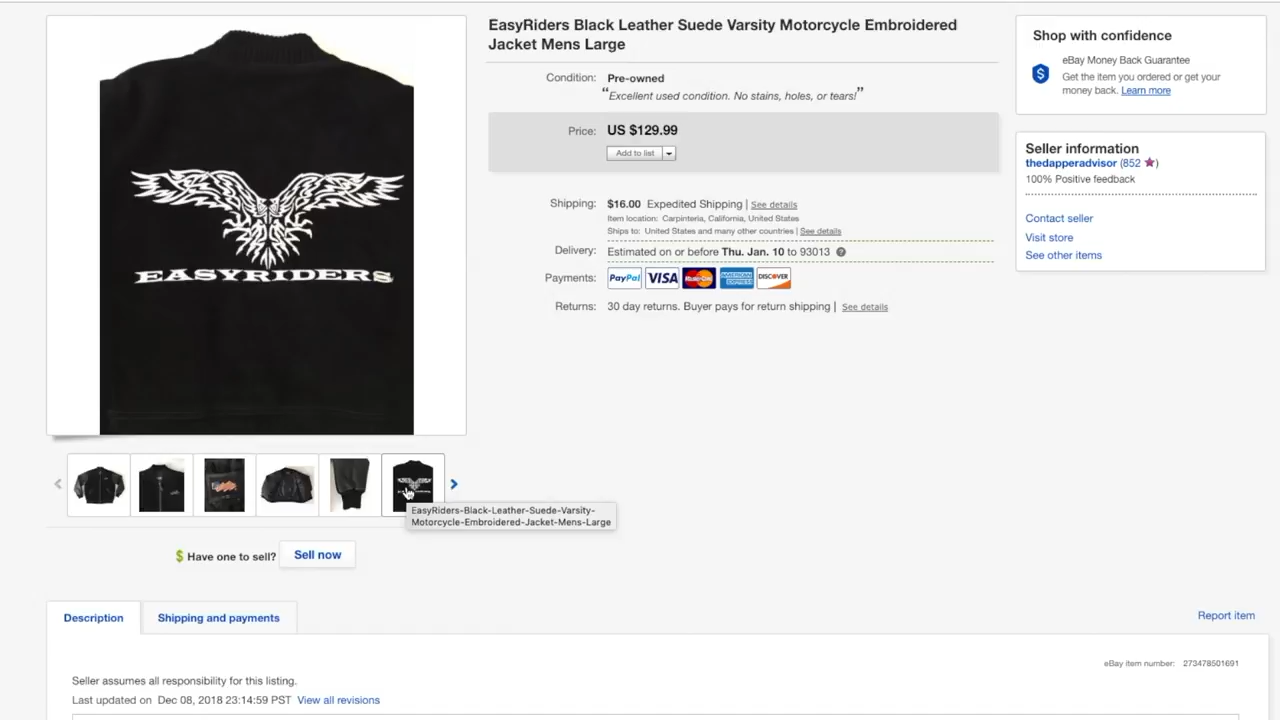 EasyRiders Black Leather Suede Varsity Motorcycle Embroidered
Jacket Mens Large
Condition: Pre-owned
“Excellent used condition. No stains, holes, or tears!”
Price: US $129.99
Add to list
Shipping: $16.00 Expedited Shipping | See details
Item location: Carpinteria, California, United States
Ships to: United States and many other countries | See details
Delivery: Estimated on or before Thu. Jan. 10 to 93013
Payments: PayPal VISA AMERICAN EXPRESS DISCOVER
Returns: 30 day returns. Buyer pays for return shipping | See details
Shop with confidence
eBay Money Back Guarantee
Get the item you ordered or get your
money back. Learn more
Seller information
thedapperadvisor (852)
100% Positive feedback
Contact seller
Visit store
See other items
EASYRIDERS
EasyRiders-Black-Leather-Suede-Varsity-
Motorcycle-Embroidered-Jacket-Mens-Large
$ Have one to sell? Sell now
Description Shipping and payments
Report item
eBay item number: 273478501691
Seller assumes all responsibility for this listing.
Last updated on Dec 08, 2018 23:14:59 PST View all revisions